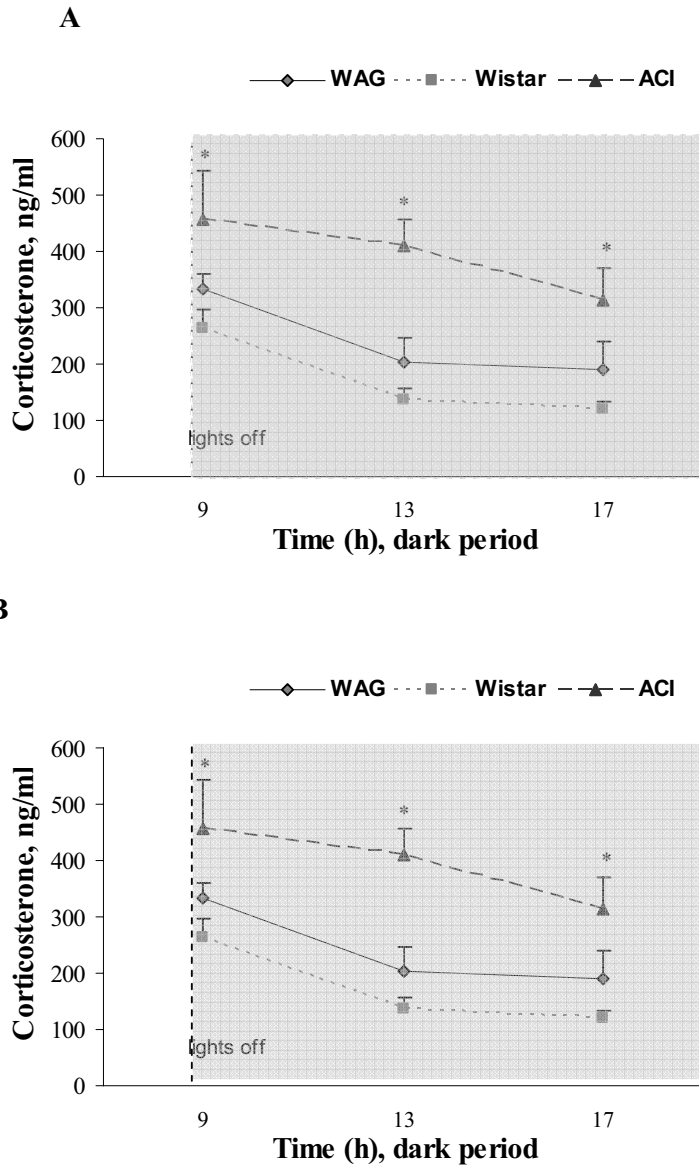 A
WAG Wistar ACI
600
500
400
300
200
100
0
Corticosterone, ng/ml
* * *
lights off
9 13 17
Time (h), dark period
B
WAG Wistar ACI
600
500
400
300
200
100
0
Corticosterone, ng/ml
* * *
lights off
9 13 17
Time (h), dark period